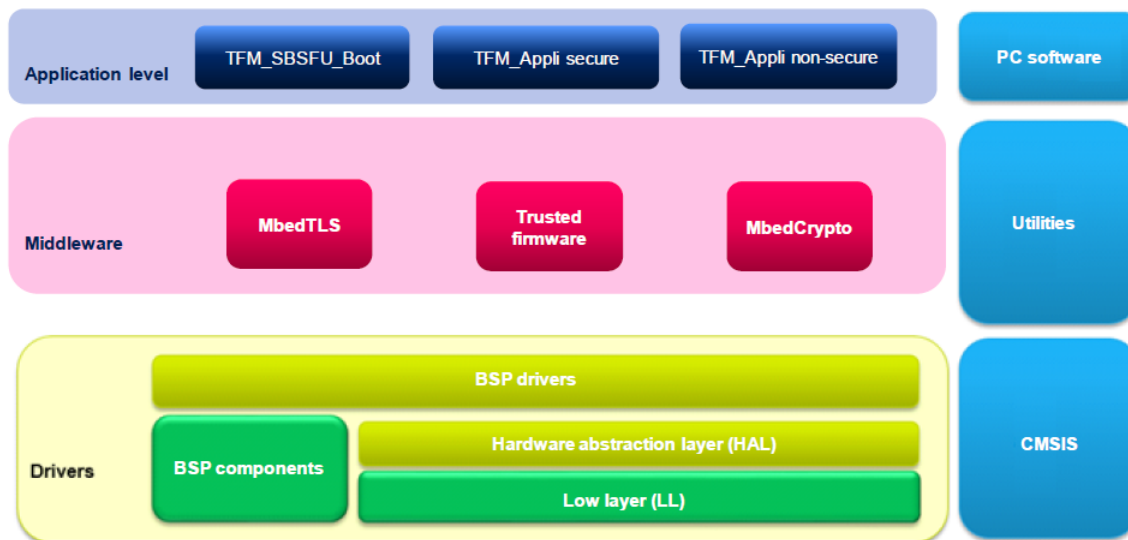 Application level
TFM_SBSFU_Boot
TFM_Appli secure
TFM_Appli non-secure
PC software
Middleware
MbedTLS
Trusted
firmware
MbedCrypto
Utilities
Drivers
BSP drivers
BSP components
Hardware abstraction layer (HAL)
Low layer (LL)
CMSIS